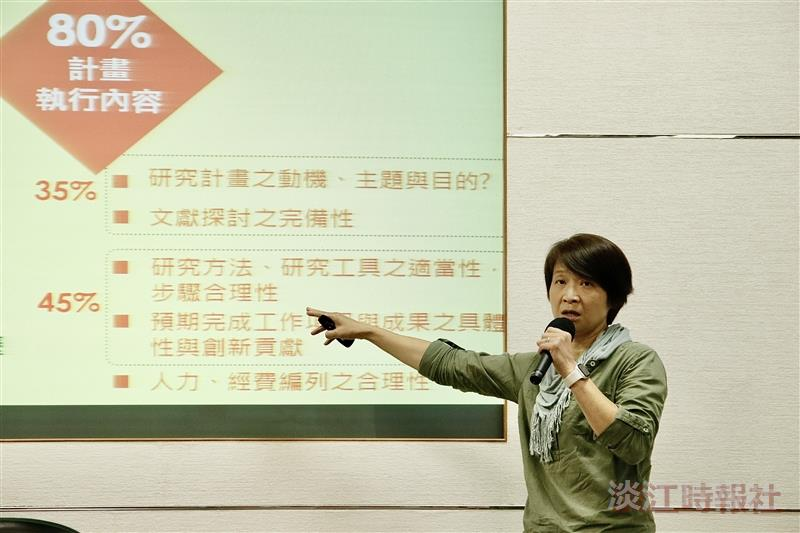 80%
計畫
執行內容
35%
■ 研究計畫之動機、主題與目的?
■ 文獻探討之完備性
45%
■ 研究方法、研究工具之適當性,
步驟合理性
■ 預期完成工作項 與成果之具體
性與創新貢獻
■ 人力、經費編列之合理性
淡江時報社